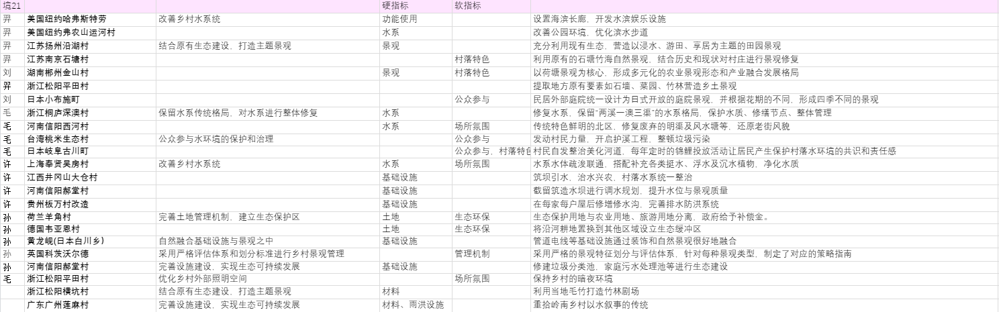 境21 硬指标 软指标
羿 美国纽约哈弗斯特劳 改善乡村水系统 功能使用 设置海滨长廊，开发水滨娱乐设施
羿 美国纽约弗农山运河村 水系 改善公园环境，优化滨水步道
羿 江苏扬州沿湖村 结合原有生态建设，打造主题景观 景观 充分利用现有生态，营造以浸水、游田、享居为主题的田园景观
羿 江苏南京石塘村 村落特色 利用原有的石塘竹海自然景观，结合历史和现状对村庄进行景观修复
刘 湖南郴州金山村 景观 村落特色 以荷塘景观为核心，形成多元化的农业景观形态和产业融合发展格局
羿 浙江松阳平田村 提取地方原有要素如石墙、菜园、竹林营造乡土景观
刘 日本小布施町 公众参与 民居外部庭院统一设计为日式开放的庭院景观，并根据花期的不同，形成四季不同的景观
毛 浙江桐庐深澳村 保留水系传统格局，对水系进行整体修复 水系 修复水系，保留“两溪一澳三渠”的水系格局，保护水质、修缮节点、整体管理
毛 河南信阳西河村 水系 场所氛围 传统特色鲜明的北区，修复废弃的明渠及风水塘等，还原老街风貌
毛 台湾桃米生态村 公众参与水环境的保护和治理 公众参与 发动村民力量，开启护溪工程，整顿垃圾污染
毛 日本岐阜古川町 公众参与，村落特色 村民自发整治美化河道，每年定时的锦鲤投放活动让居民产生保护村落水环境的共识和责任感
许 上海奉贤吴房村 改善乡村水系统 水系 场所氛围 水系水体疏浚联通，搭配补充各类挺水、浮水及沉水植物，净化水质
许 江西井冈山大仓村 基础设施 筑坝引水，治水兴农，村落水系统一整治
许 河南信阳郝堂村 基础设施 截留筑造水坝进行调水规划，提升水位与景观质量
许 贵州板万村改造 基础设施 在每家每户屋后修增修水沟，完善排水防洪系统
孙 荷兰羊角村 完善土地管理机制，建立生态保护区 土地 生态环保 生态保护用地与农业用地、旅游用地分离，政府给予补偿金。
孙 德国韦亚恩村 土地 生态环保 将沿河耕地置换到其他区域设立生态缓冲区
孙 黄龙岘(日本白川乡) 自然融合基础设施与景观之中 基础设施 管道电线等基础设施通过装饰和自然景观很好地融合
孙 英国科茨沃尔德 采用严格评估体系和划分标准进行乡村景观管理 管理机制 采用严格的景观特征划分与评估体系，针对每种景观类型，制定了对应的策略指南
孙 河南信阳郝堂村 完善设施建设，实现生态可持续发展 基础设施 修建垃圾分类池，家庭污水处理池等进行生态建设
毛 浙江松阳平田村 优化乡村外部照明空间 场所氛围 保持乡村的暗夜环境
浙江松阳横坑村 结合原有生态建设，打造主题景观 材料 利用当地毛竹打造竹林剧场
广东广州莲麻村 完善设施建设，实现生态可持续发展 材料、雨洪设施 重拾岭南乡村以水叙事的传统